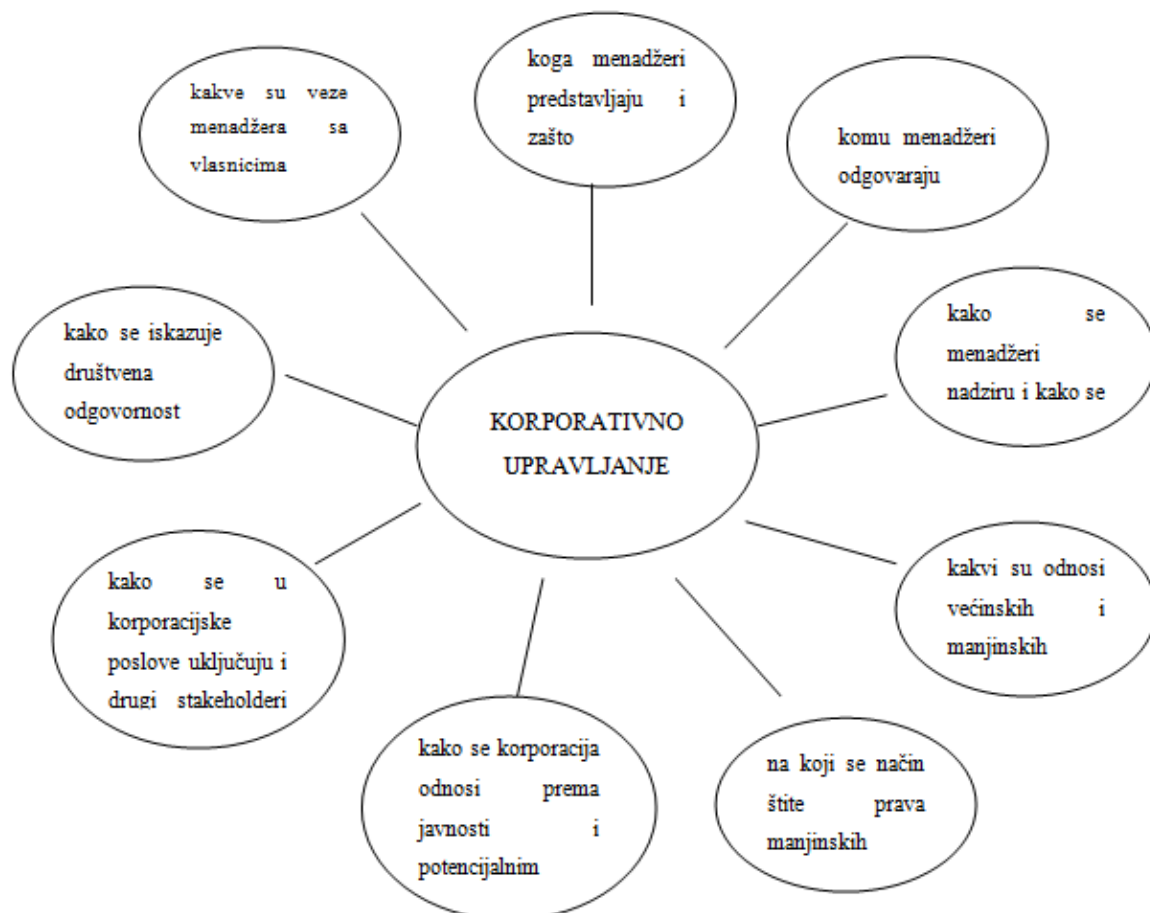 koga menadžeri
predstavljaju i
zašto
kakve su veze
menadžera sa
vlasnicima
komu menadžeri
odgovaraju
kako se
menadžeri
nadziru i kako se
kako se iskazuje
društvena
odgovornost
KORPORATIVNO
UPRAVLJANJE
kakvi su odnosi
većinskih i
manjinskih
kako se u
korporacijske
poslove uključuju i
drugi stakeholderi
kako se korporacija
odnosi prema
javnosti i
potencijalnim
na koji se način
štite prava
manjinskih